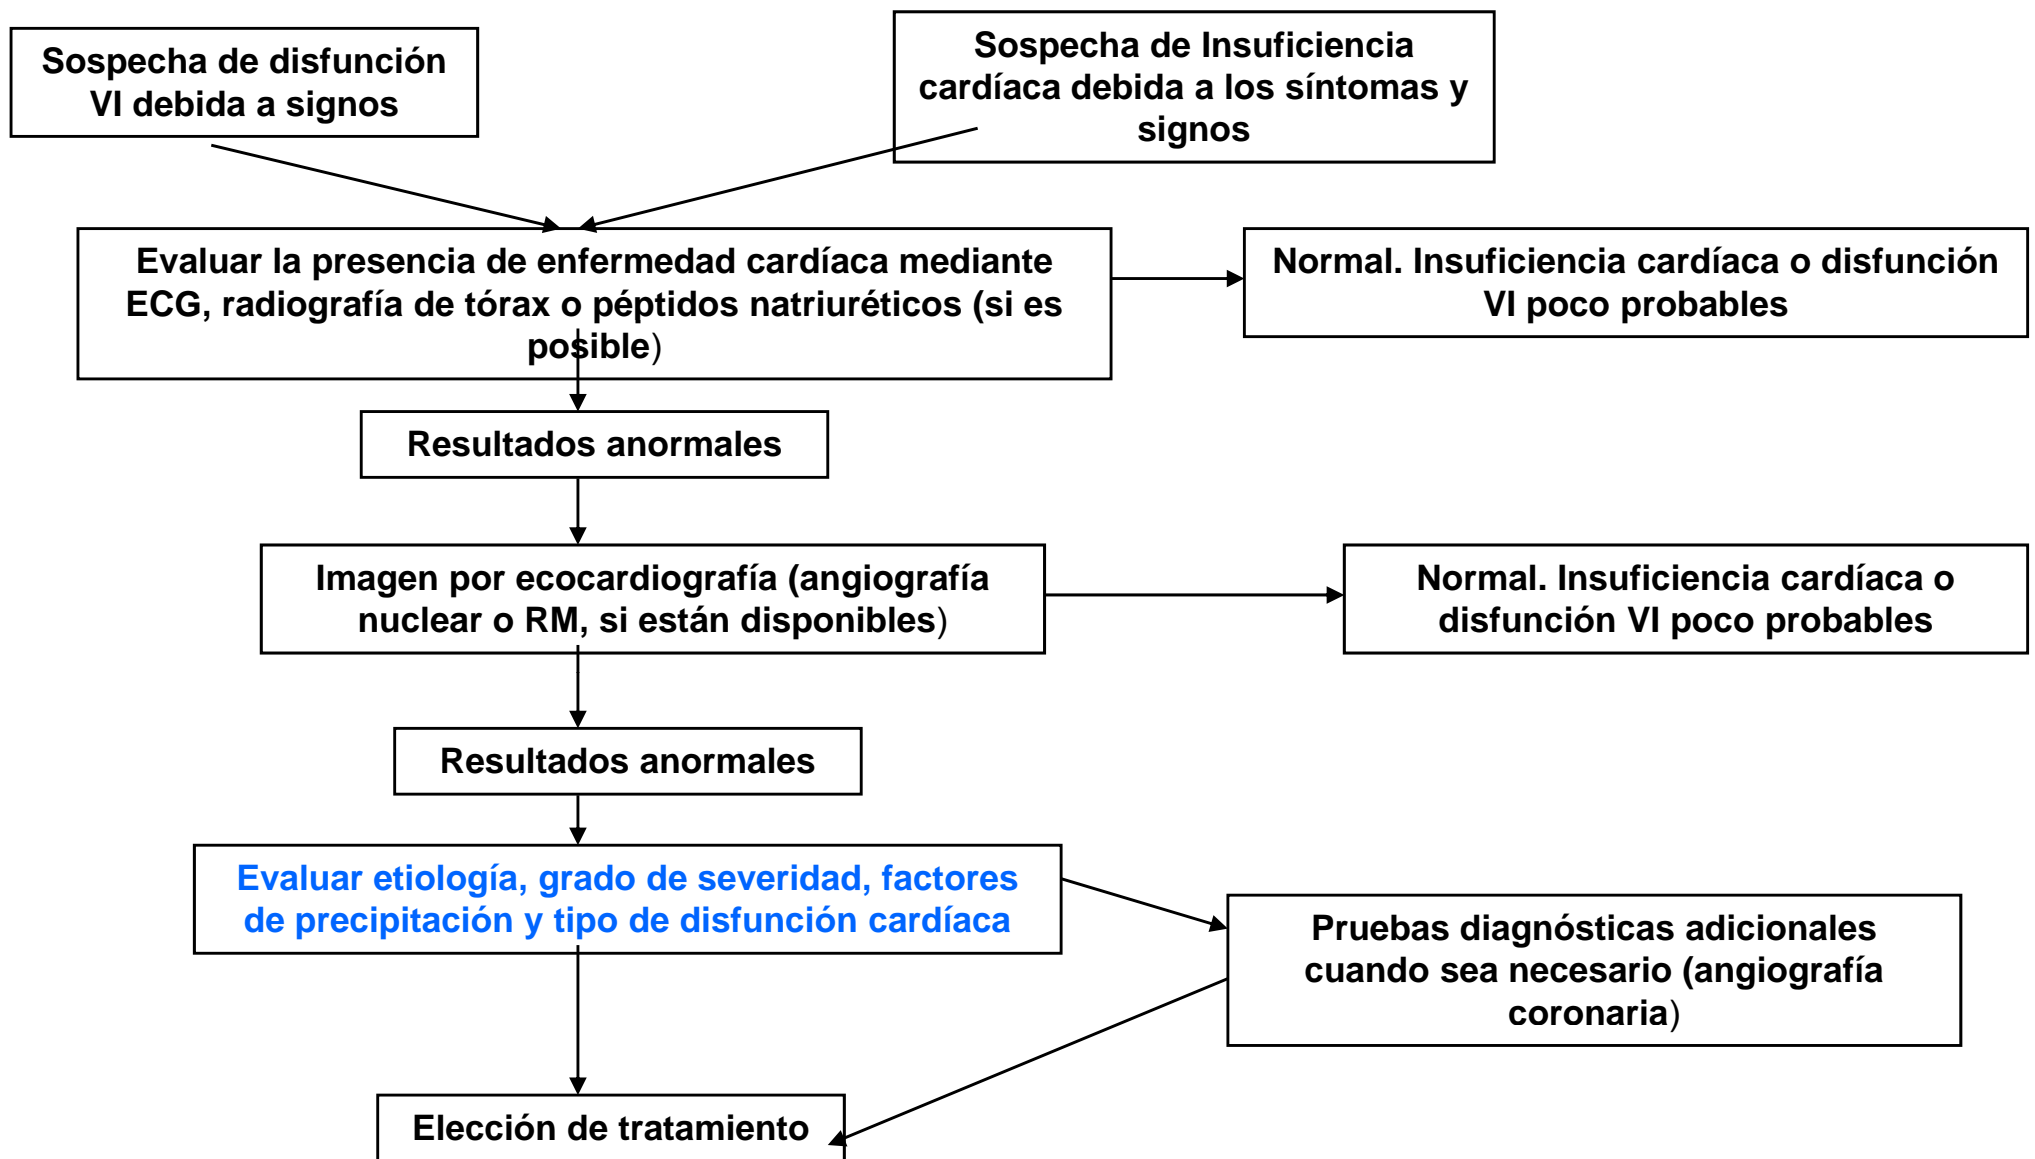 Sospecha de disfunción
VI debida a signos
Sospecha de Insuficiencia
cardíaca debida a los síntomas y
signos
Evaluar la presencia de enfermedad cardíaca mediante
ECG, radiografía de tórax o péptidos natriuréticos (si es
posible)
Normal. Insuficiencia cardíaca o disfunción
VI poco probables
Resultados anormales
Imagen por ecocardiografía (angiografía
nuclear o RM, si están disponibles)
Normal. Insuficiencia cardíaca o
disfunción VI poco probables
Resultados anormales
Evaluar etiología, grado de severidad, factores
de precipitación y tipo de disfunción cardíaca
Pruebas diagnósticas adicionales
cuando sea necesario (angiografía
coronaria)
Elección de tratamiento